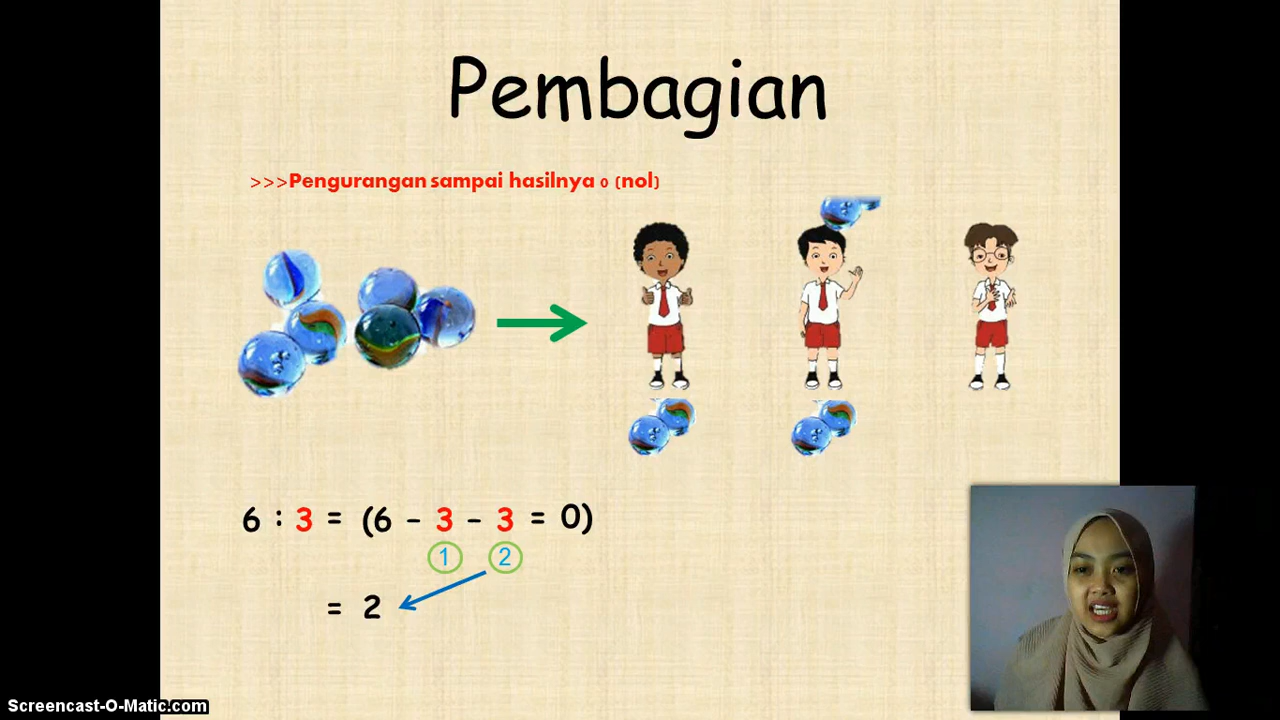 Pembagian
>>>Pengurangan sampai hasilnya 0 (nol)
6 : 3 = (6 - 3 - 3 = 0)
1 2
= 2
Screencast-O-Matic.com